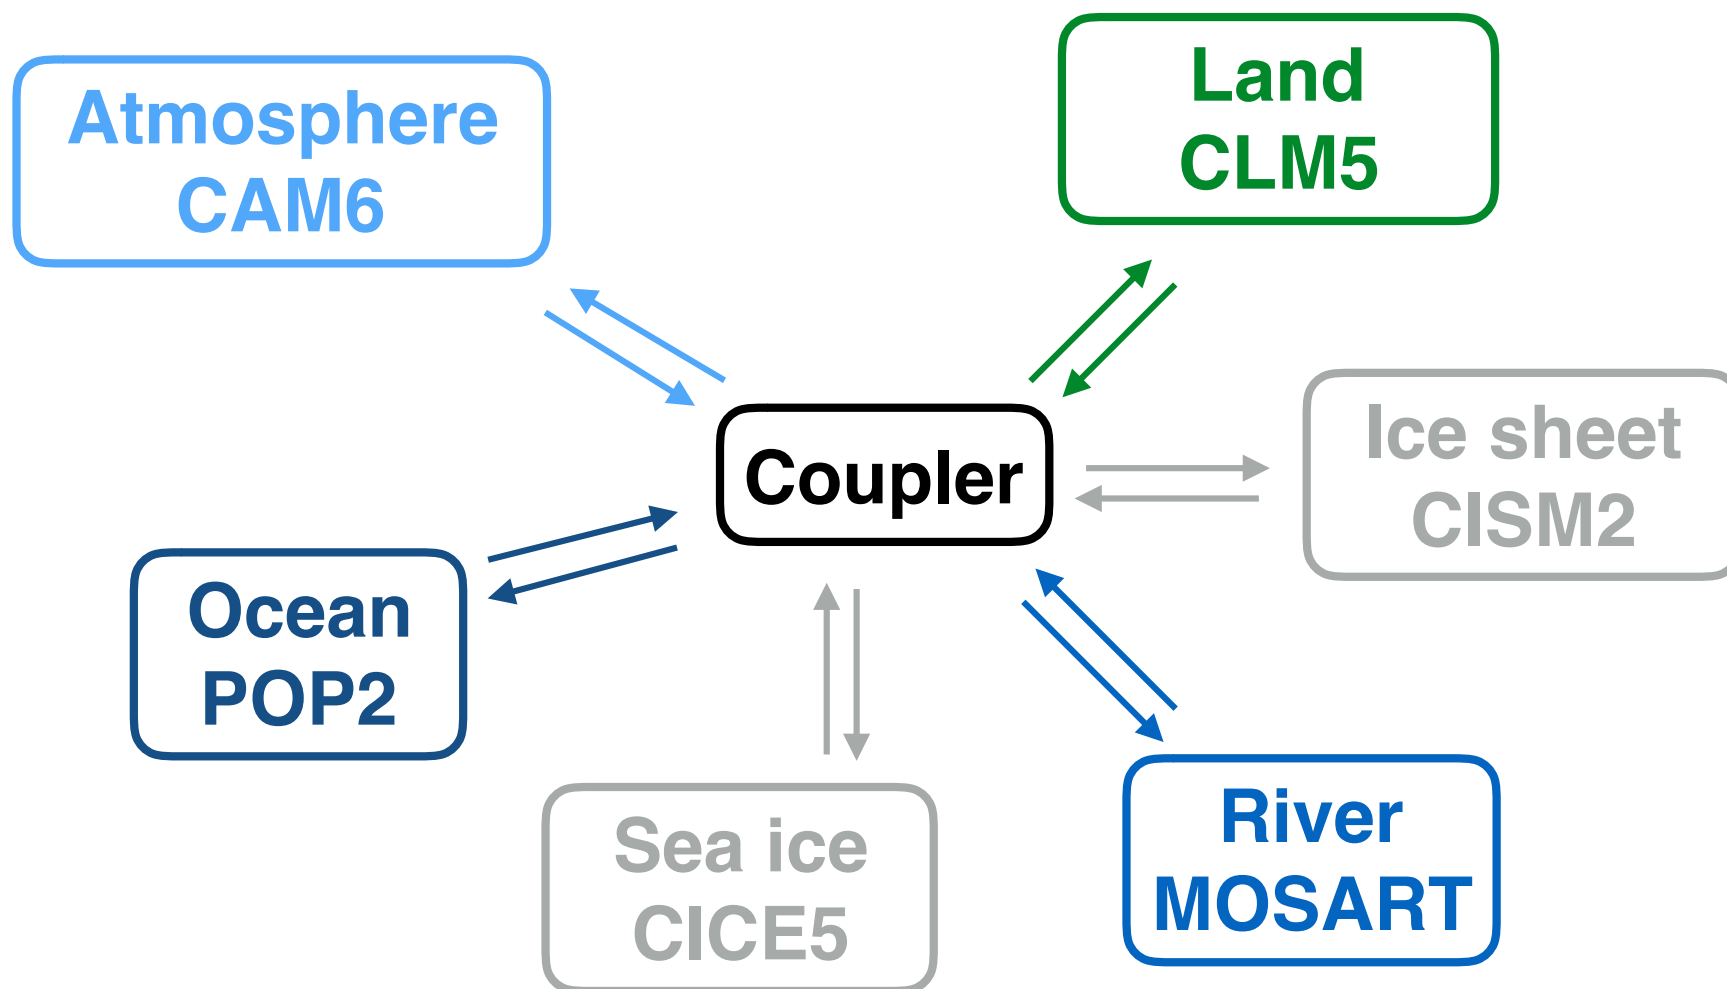 Atmosphere
CAM6
Land
CLM5
Coupler
Ice sheet
CISM2
Ocean
POP2
Sea ice
CICE5
River
MOSART